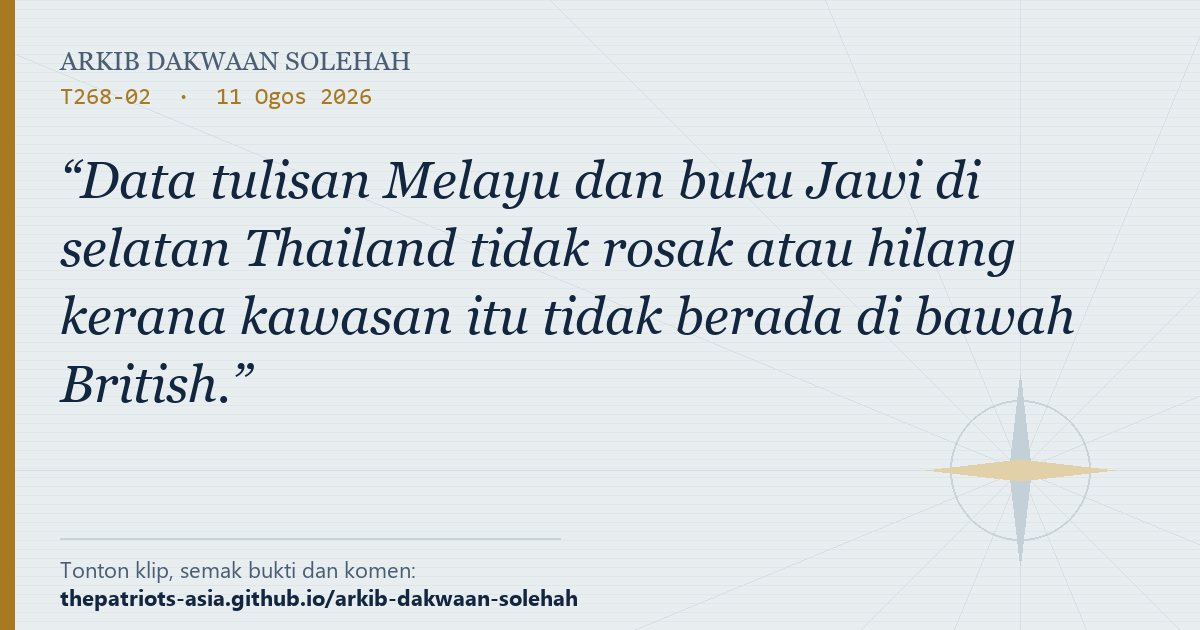 ARKIB DAKWAAN SOLEHAH
T268-02 · 11 Ogos 2026
“Data tulisan Melayu dan buku Jawi di
selatan Thailand tidak rosak atau hilang
kerana kawasan itu tidak berada di bawah
British.”
Tonton klip, semak bukti dan komen:
thepatriots-asia.github.io/arkib-dakwaan-solehah